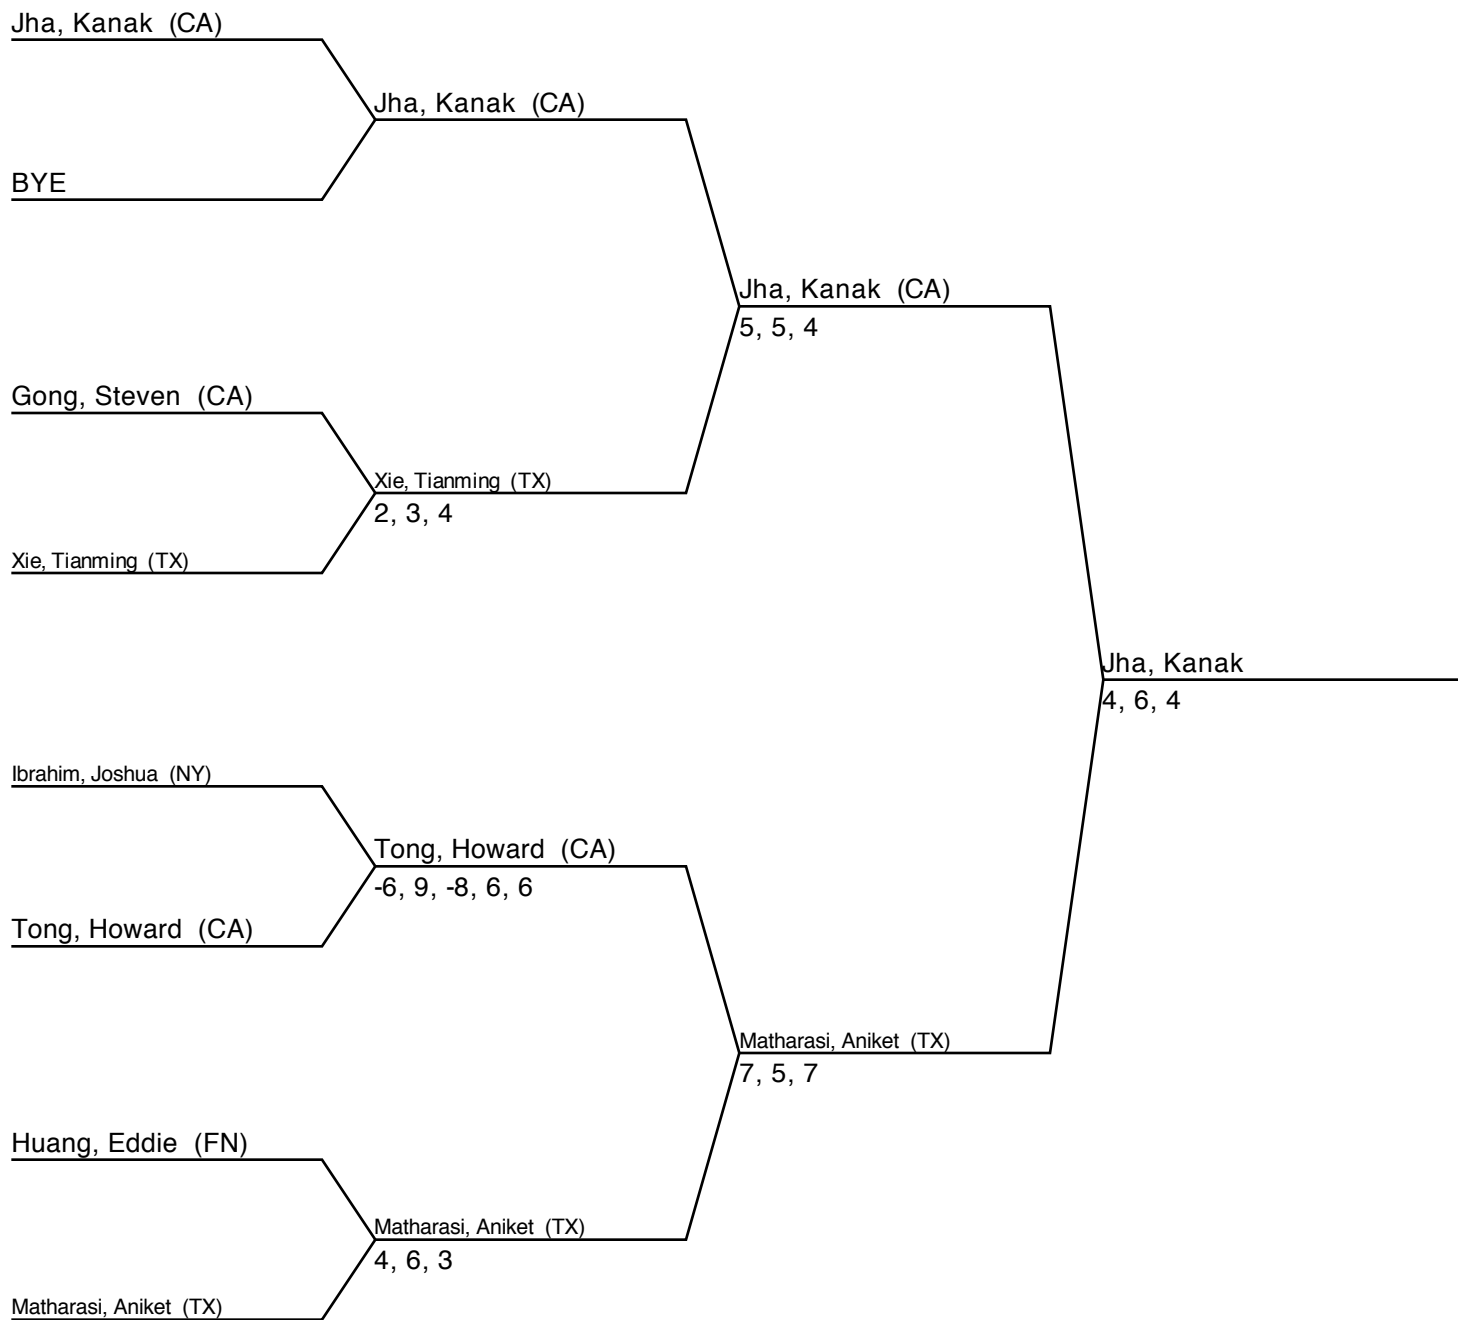 Jha, Kanak (CA)
Jha, Kanak (CA)
BYE
Jha, Kanak (CA)
5, 5, 4
Gong, Steven (CA)
Xie, Tianming (TX)
2, 3, 4
Xie, Tianming (TX)
Jha, Kanak
4, 6, 4
Ibrahim, Joshua (NY)
Tong, Howard (CA)
-6, 9, -8, 6, 6
Tong, Howard (CA)
Matharasi, Aniket (TX)
7, 5, 7
Huang, Eddie (FN)
Matharasi, Aniket (TX)
4, 6, 3
Matharasi, Aniket (TX)